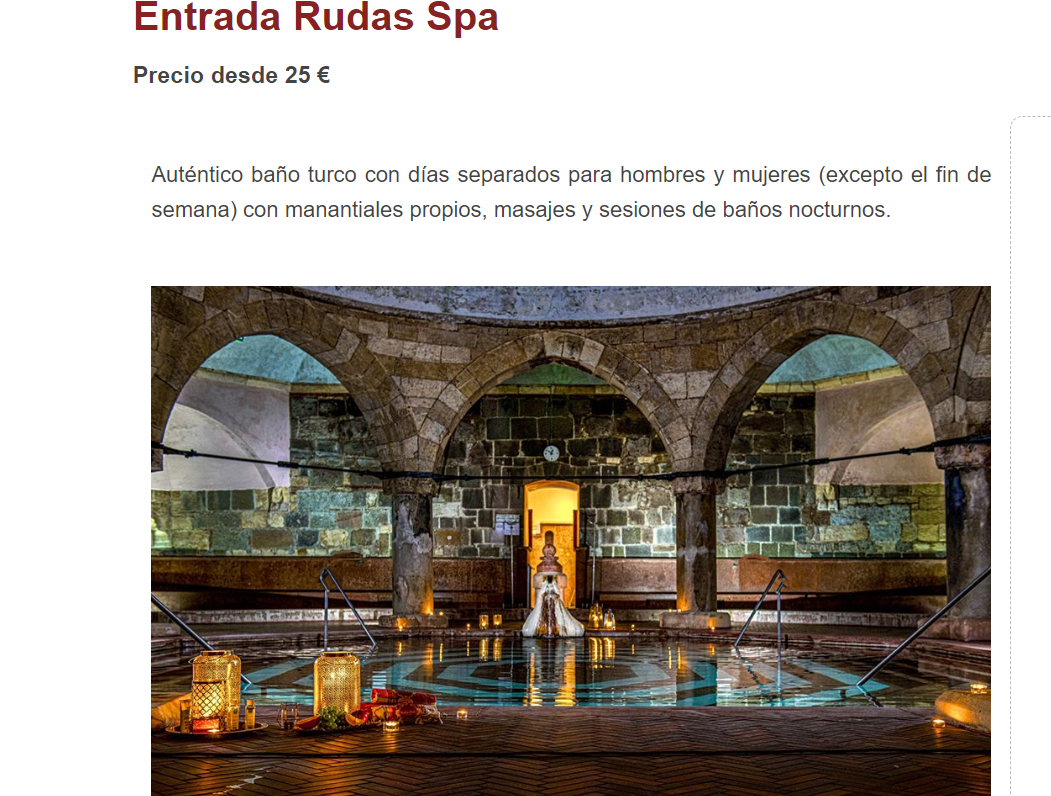 Entrada Rudas Spa
Precio desde 25 €
Auténtico baño turco con días separados para hombres y mujeres (excepto el fin de
semana) con manantiales propios, masajes y sesiones de baños nocturnos.